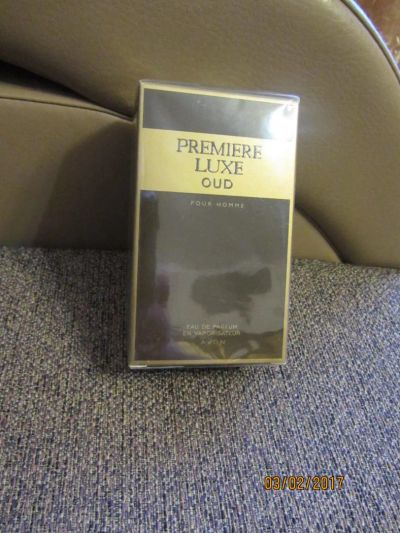 PREMIERE
LUXE
OUD
POUR HOMME
EAU DE PARFUM
EN VAPORISATEUR
AVON
03/02/2017